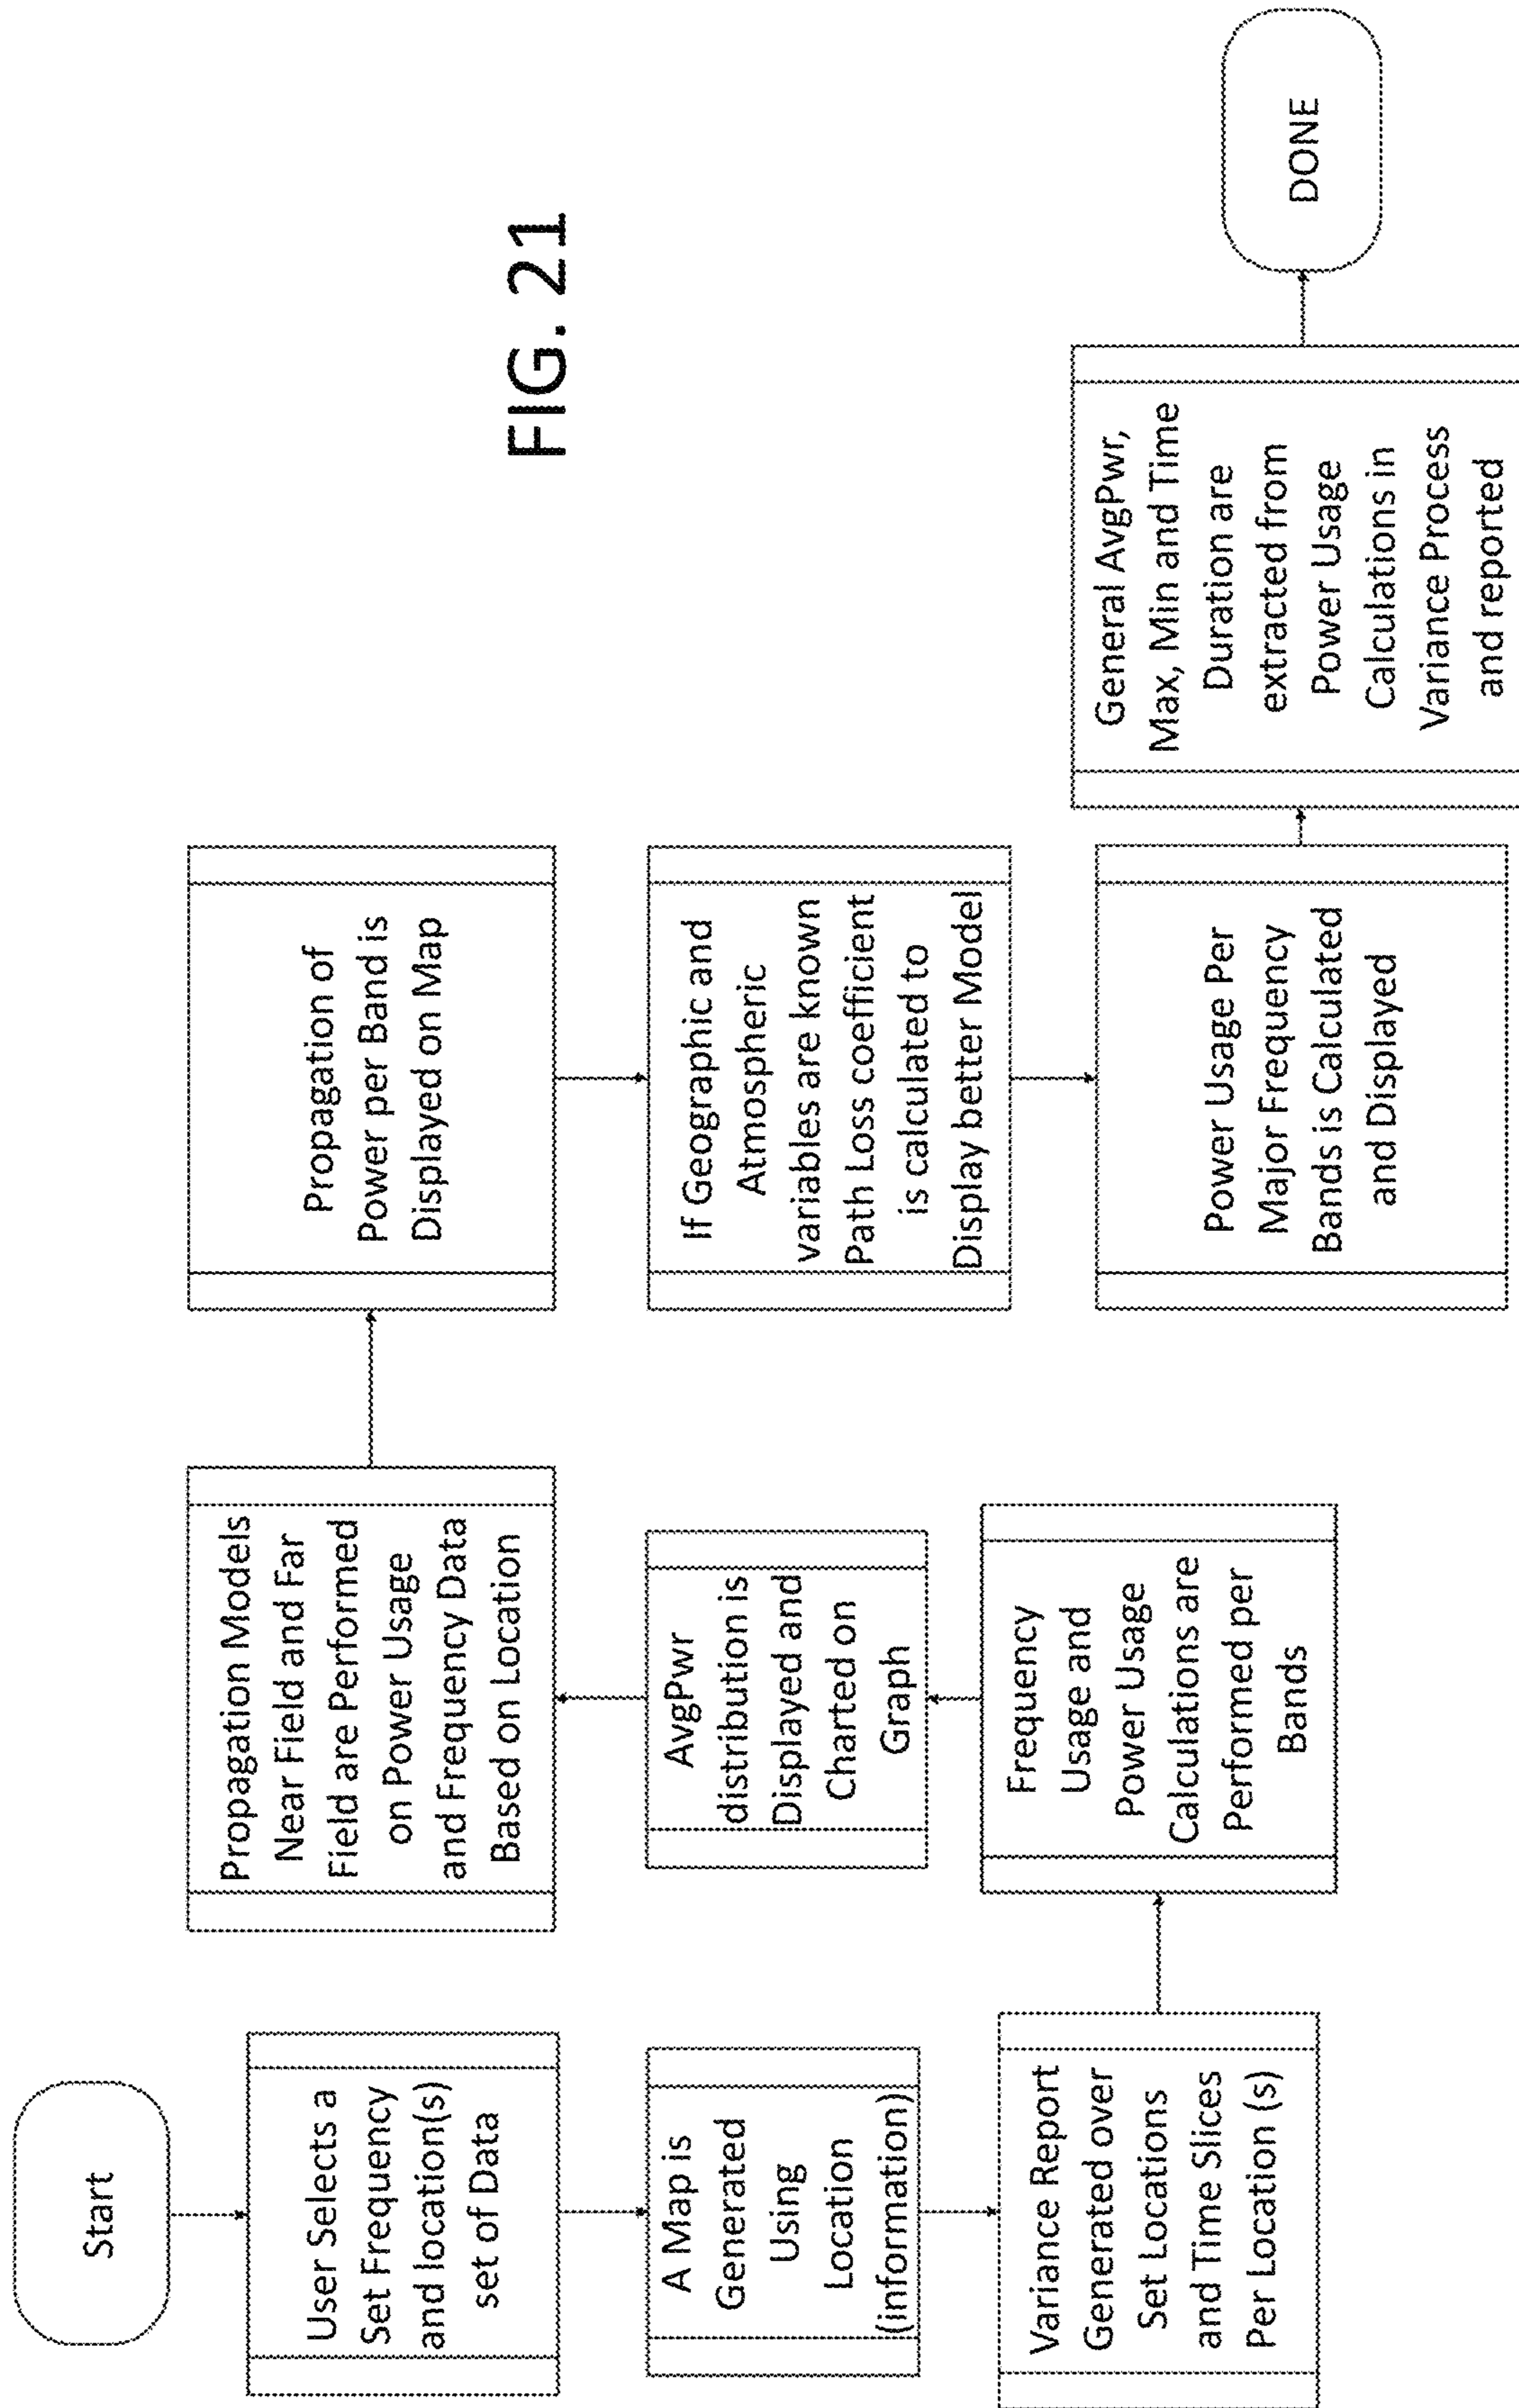 FIG. 21
Start
User Selects a
Set Frequency
and location(s)
set of Data
A Map is
Generated
Using
Location
(information)
Variance Report
Generated over
Set Locations
and Time Slices
Per Location (s)
Frequency
Usage and
Power Usage
Calculations are
Performed per
Bands
AvgPwr
distribution is
Displayed and
Charted on
Graph
Propagation Models
Near Field and Far
Field are Performed
on Power Usage
and Frequency Data
Based on Location
Propagation of
Power per Band is
Displayed on Map
If Geographic and
Atmospheric
variables are known
Path Loss coefficient
is calculated to
Display better Model
Power Usage Per
Major Frequency
Bands is Calculated
and Displayed
General AvgPwr,
Max, Min and Time
Duration are
extracted from
Power Usage
Calculations in
Variance Process
and reported
DONE